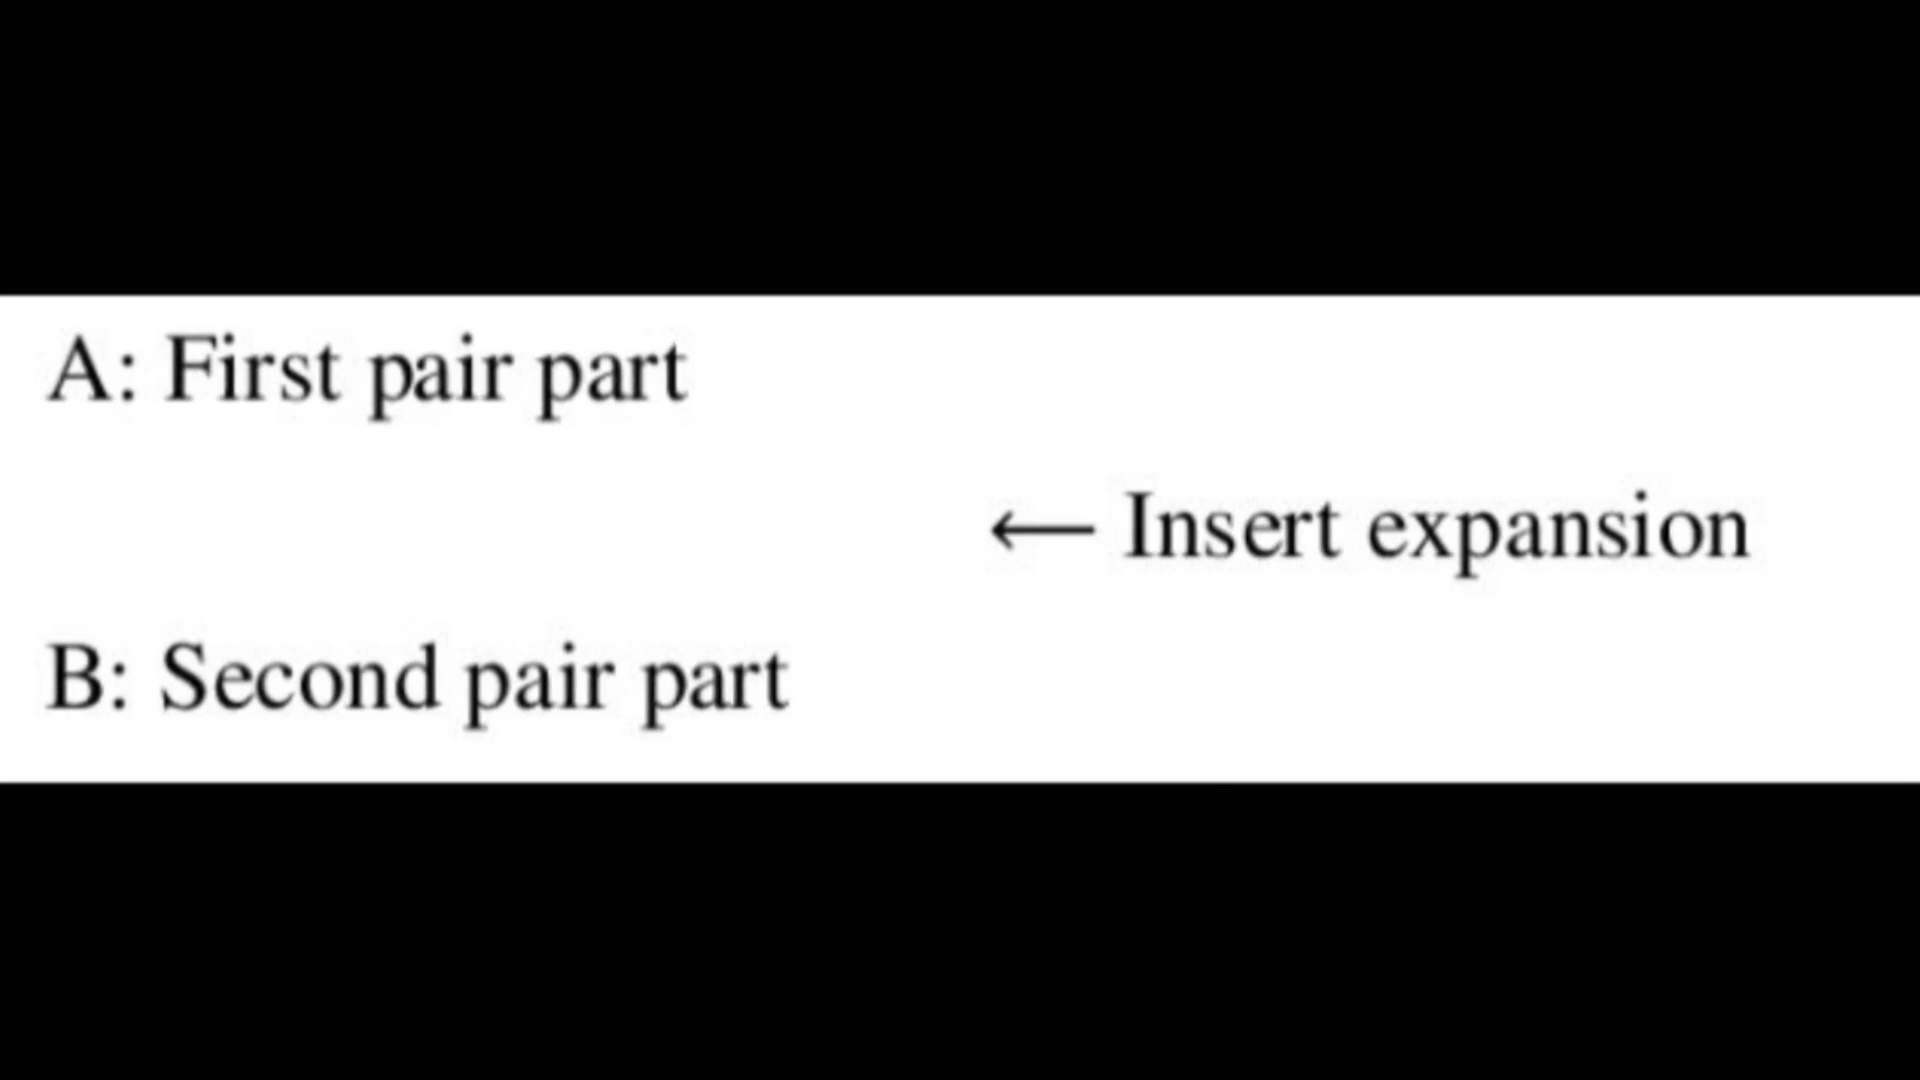 A: First pair part
← Insert expansion
B: Second pair part